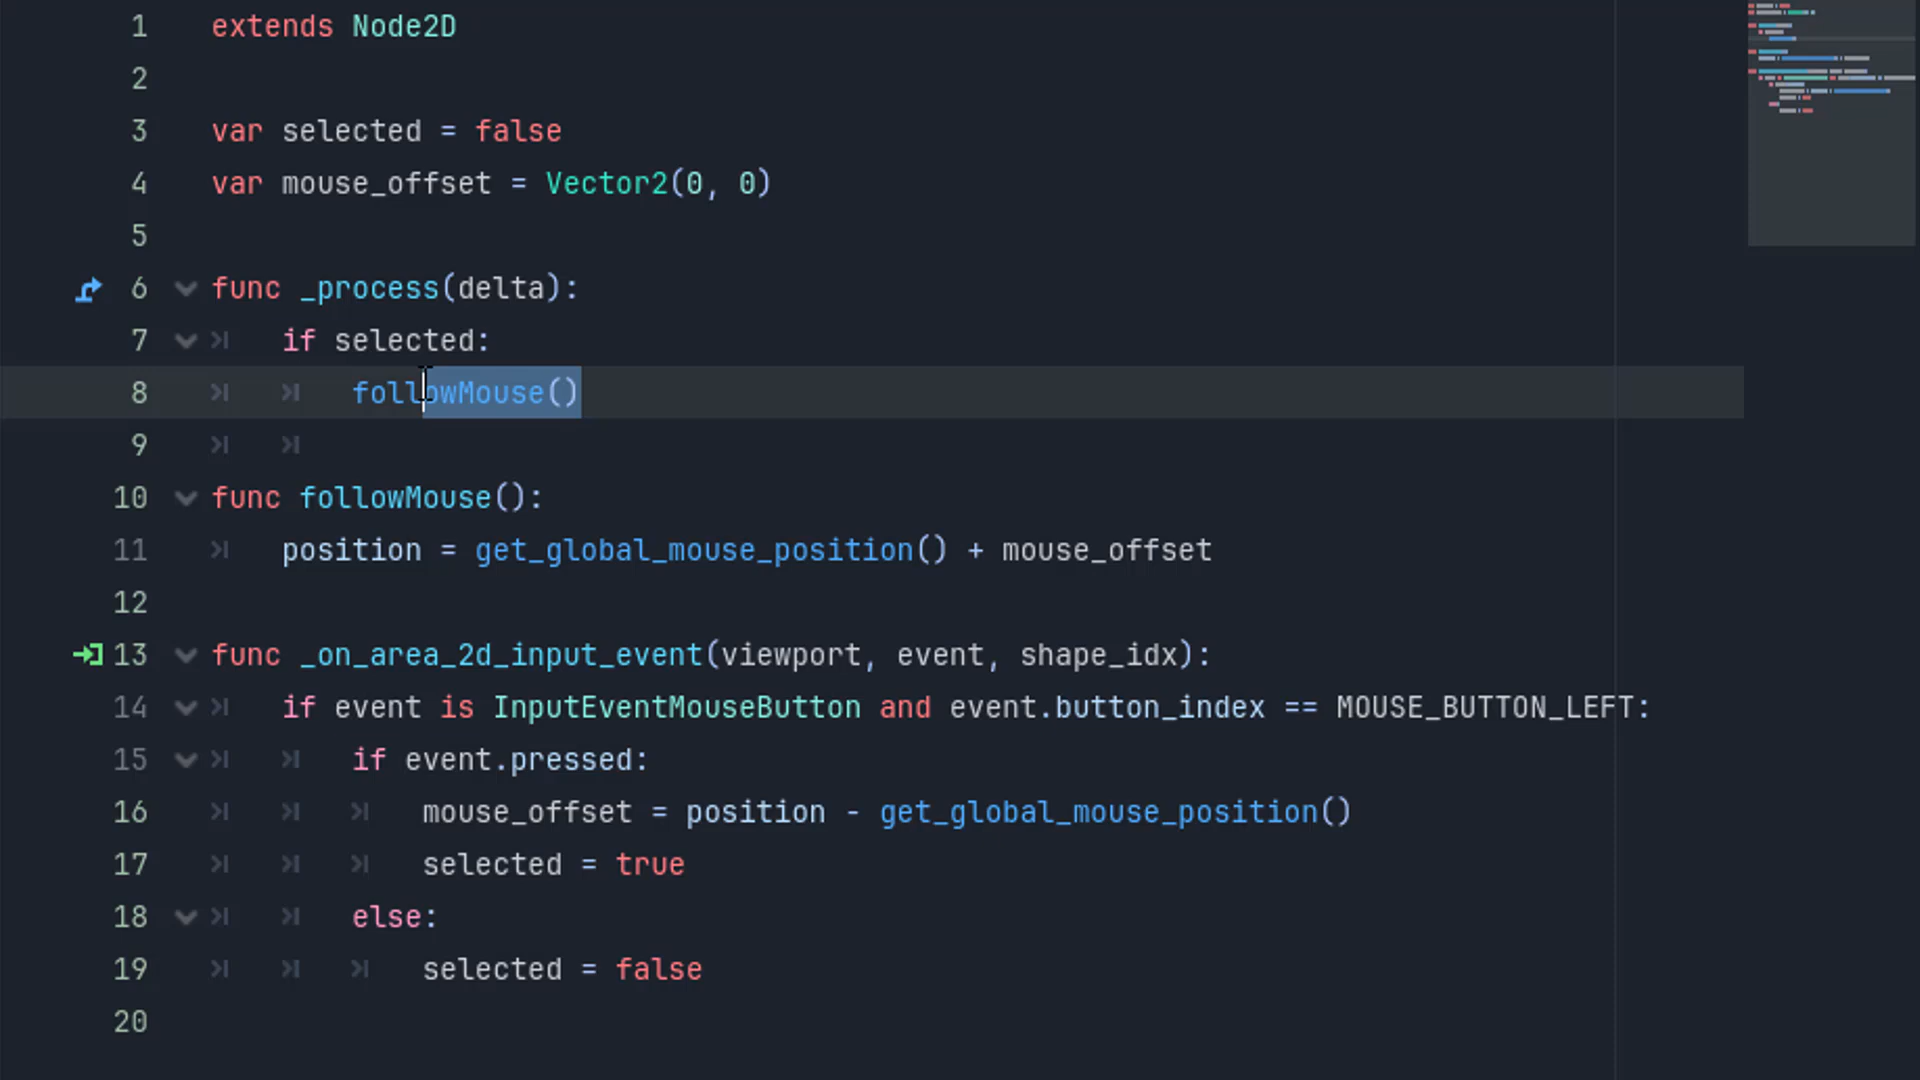 1 extends Node2D
2
3 var selected = false
4 var mouse_offset = Vector2(0, 0)
5
6 func _process(delta):
7 if selected:
8 followMouse()
9
10 func followMouse():
11 position = get_global_mouse_position() + mouse_offset
12
13 func _on_area_2d_input_event(viewport, event, shape_idx):
14 if event is InputEventMouseButton and event.button_index == MOUSE_BUTTON_LEFT:
15 if event.pressed:
16 mouse_offset = position - get_global_mouse_position()
17 selected = true
18 else:
19 selected = false
20